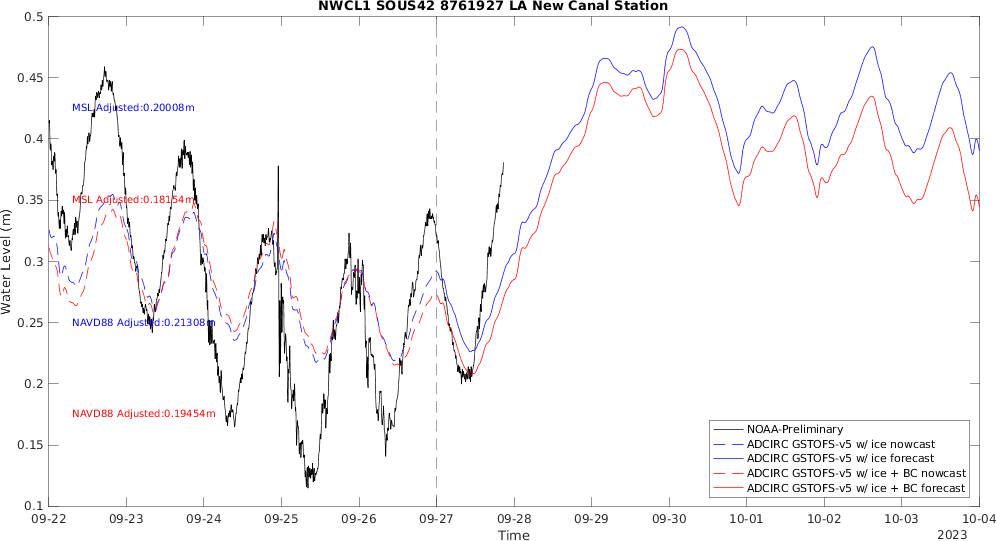 NWCL1 SOUS42 8761927 LA New Canal Station
0.5
0.45
0.4
0.35
0.3
0.25
0.2
0.15
0.1
Water Level (m)
MSL Adjusted:0.20008m
MSL Adjusted:0.18154m
NAVD88 Adjusted:0.21308m
NAVD88 Adjusted:0.19454m
NOAA-Preliminary
ADCIRC GSTOFS-v5 w/ ice nowcast
ADCIRC GSTOFS-v5 w/ ice forecast
ADCIRC GSTOFS-v5 w/ ice + BC nowcast
ADCIRC GSTOFS-v5 w/ ice + BC forecast
09-22 09-23 09-24 09-25 09-26 09-27 09-28 09-29 09-30 10-01 10-02 10-03 10-04
Time
2023